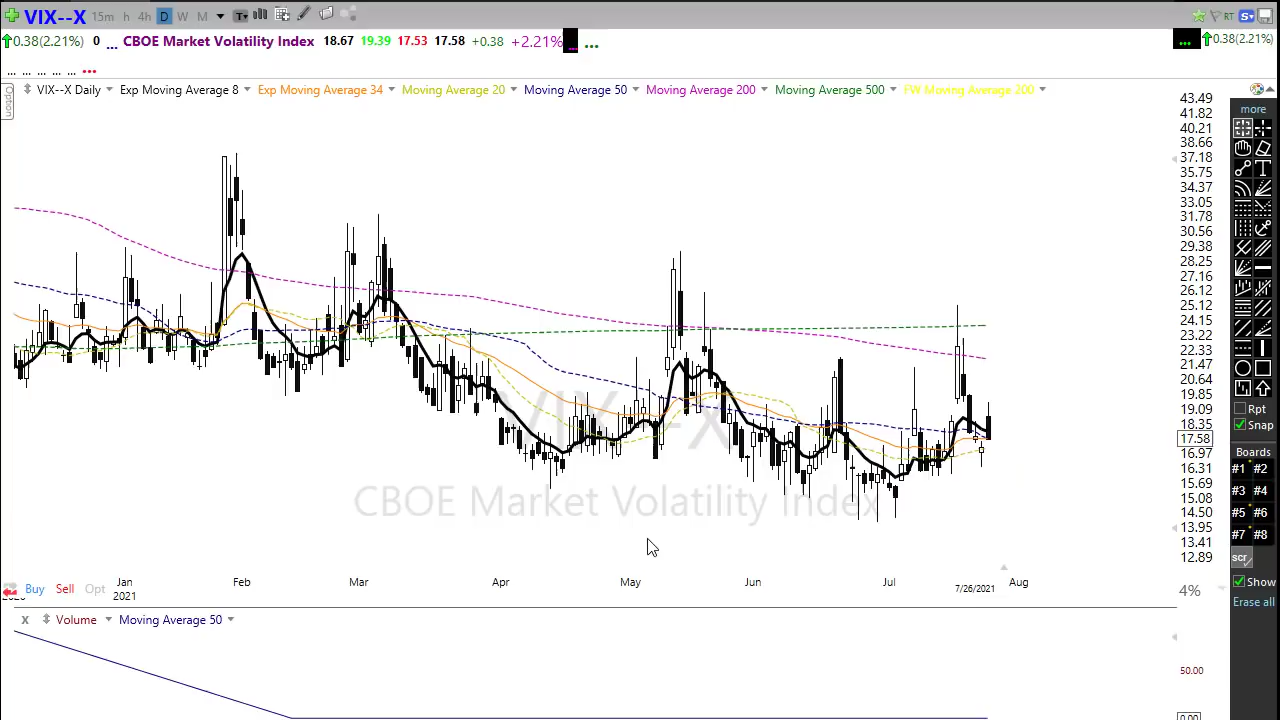 VIX--X 15m h 4h D W M T RT S
0.38(2.21%) 0 ... CBOE Market Volatility Index 18.67 19.39 17.53 17.58 +0.38 +2.21% ... ... ... 0.38(2.21%)
... ... ... ... ... ...
Option
VIX--X Daily Exp Moving Average 8 Exp Moving Average 34 Moving Average 20 Moving Average 50 Moving Average 200 Moving Average 500 FW Moving Average 200
43.49
41.82
40.21
38.66
37.18
35.75
34.37
33.05
31.78
30.56
29.38
28.25
27.16
26.12
25.11
24.15
23.22
22.33
21.47
20.64
19.85
19.09
18.35
17.58
16.97
16.31
15.69
15.08
14.50
13.95
13.41
12.89
VIX--X
CBOE Market Volatility Index
Jan Feb Mar Apr May Jun Jul Aug
2021 7/26/2021
Buy Sell Opt 4%
x Volume Moving Average 50
50.00
0.00
more
T
Rpt
Snap
Boards
#1 #2
#3 #4
#5 #6
#7 #8
scr
Show
Erase all